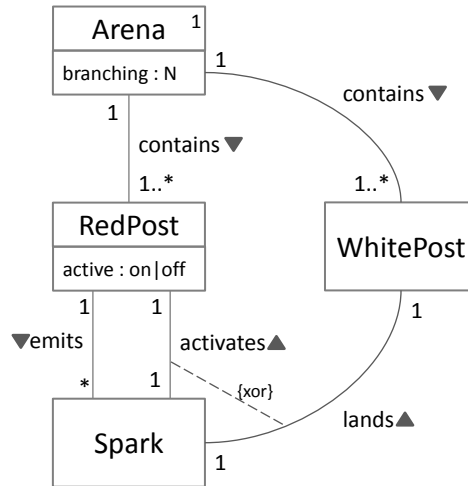 Arena 1
branching : N
1
1
contains▼
contains▼
1..*
1..*
RedPost
active : on|off
WhitePost
1
1
1
▼emits
activates▲
*
1
{xor}
lands▲
Spark
1